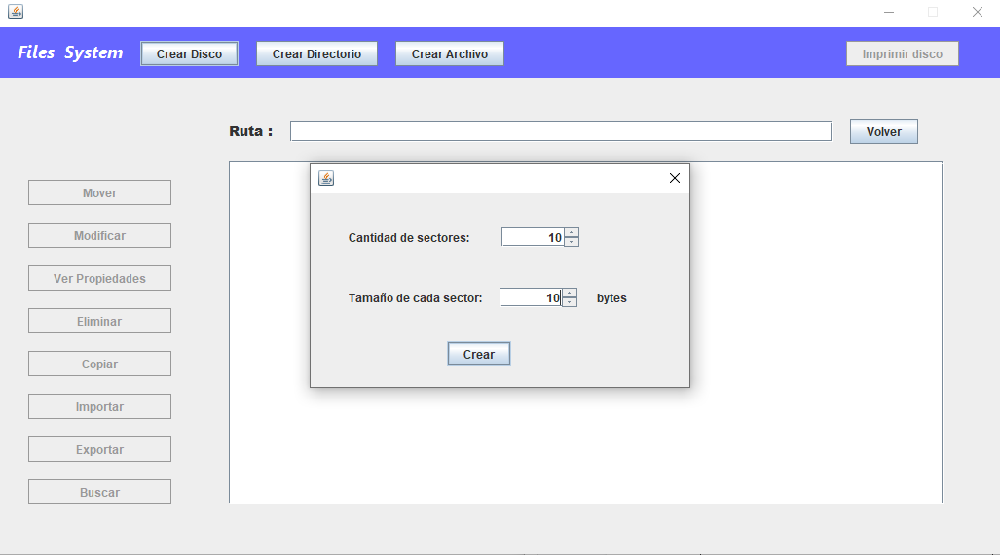 Files System
Crear Disco
Crear Directorio
Crear Archivo
Imprimir disco
Ruta :
Volver
Mover
Modificar
Ver Propiedades
Eliminar
Copiar
Importar
Exportar
Buscar
Cantidad de sectores: 10
Tamaño de cada sector: 10 bytes
Crear